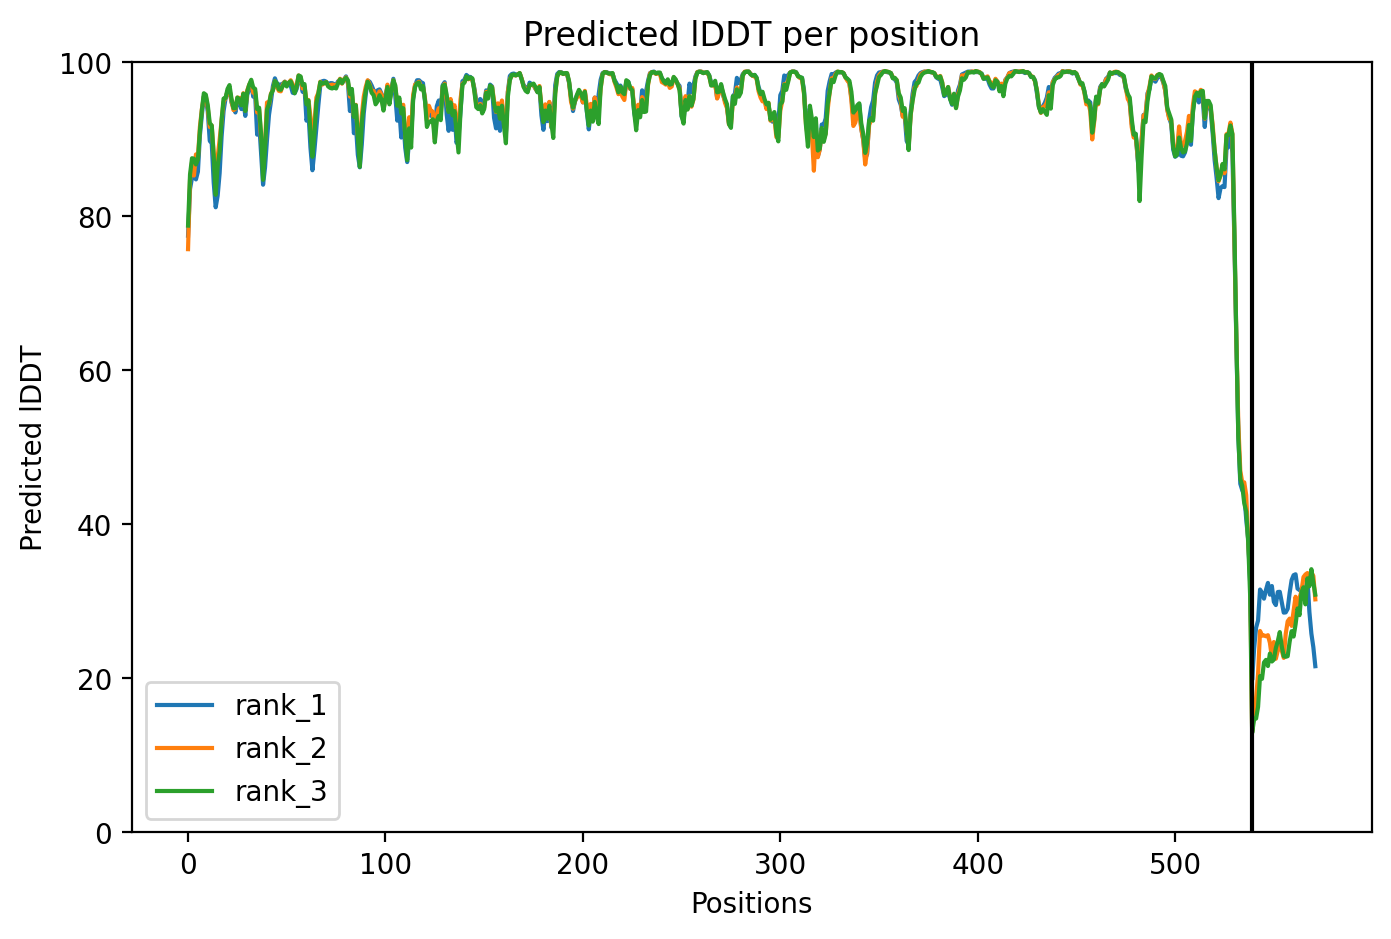 Predicted lDDT per position
100
80
60
40
20
0
Predicted lDDT
rank_1
rank_2
rank_3
0 100 200 300 400 500
Positions